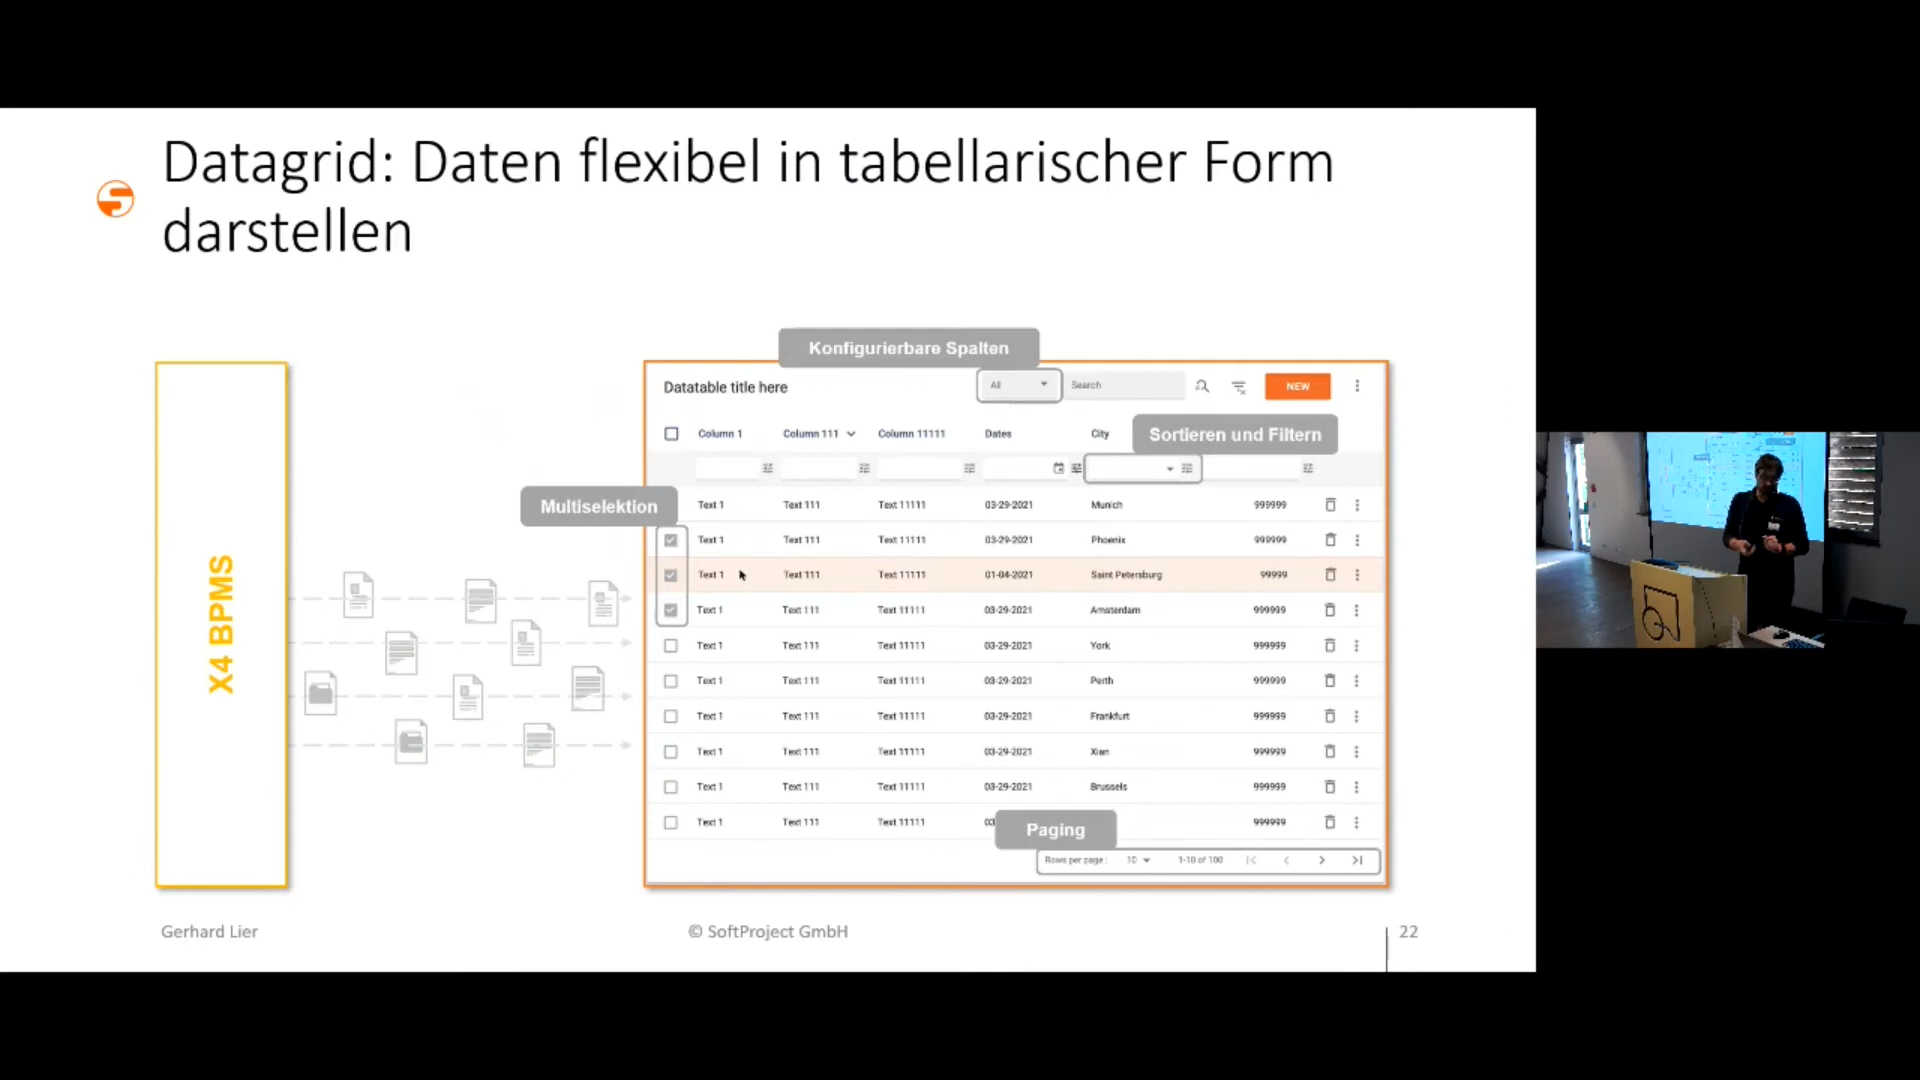 Datagrid: Daten flexibel in tabellarischer Form
darstellen
Konfigurierbare Spalten
Datatable title here
All
Search
NEW
Column 1 Column 111 Column 11111 Dates City
Sortieren und Filtern
Multiselektion
Text 1 Text 111 Text 11111 03-29-2021 Munich 999999
Text 1 Text 111 Text 11111 03-29-2021 Phoenix 999999
Text 1 Text 111 Text 11111 01-04-2021 Saint Petersburg 99999
Text 1 Text 111 Text 11111 03-29-2021 Amsterdam 999999
Text 1 Text 111 Text 11111 03-29-2021 York 999999
Text 1 Text 111 Text 11111 03-29-2021 Perth 999999
Text 1 Text 111 Text 11111 03-29-2021 Frankfurt 999999
Text 1 Text 111 Text 11111 03-29-2021 Xian 999999
Text 1 Text 111 Text 11111 03-29-2021 Brussels 999999
Text 1 Text 111 Text 11111 03 999999
Paging
Rows per page: 10 1-10 of 100
X4 BPMS
Gerhard Lier
© SoftProject GmbH
22